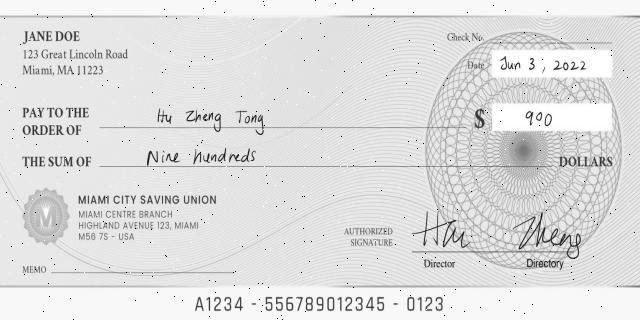 JANE DOE
123 Great Lincoln Road
Miami, MA 11223
Check No.
Date Jun 3, 2022
PAY TO THE ORDER OF Hu Zheng Tong $ 900
THE SUM OF Nine hundreds DOLLARS
MIAMI CITY SAVING UNION
MIAMI CENTRE BRANCH
HIGHLAND AVENUE 123, MIAMI
M56 7S - USA
M
AUTHORIZED SIGNATURE
Zheng
Director
Directory
MEMO
A1234 - 556789012345 - 0123